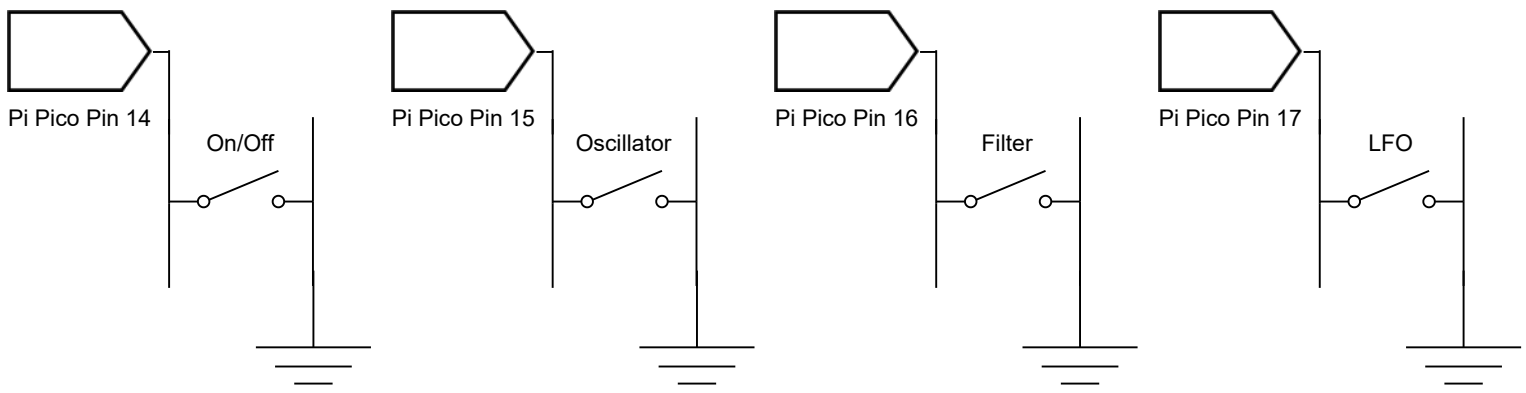 Pi Pico Pin 14
On/Off
Pi Pico Pin 15
Oscillator
Pi Pico Pin 16
Filter
Pi Pico Pin 17
LFO